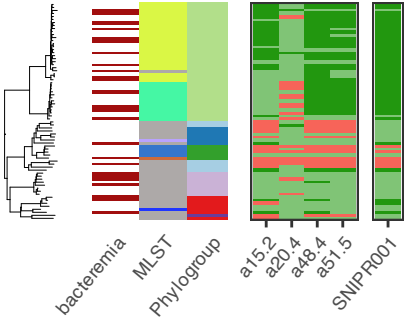 bacteremia
MLST
Phylogroup
a15.2
a20.4
a48.4
a51.5
SNIPR001